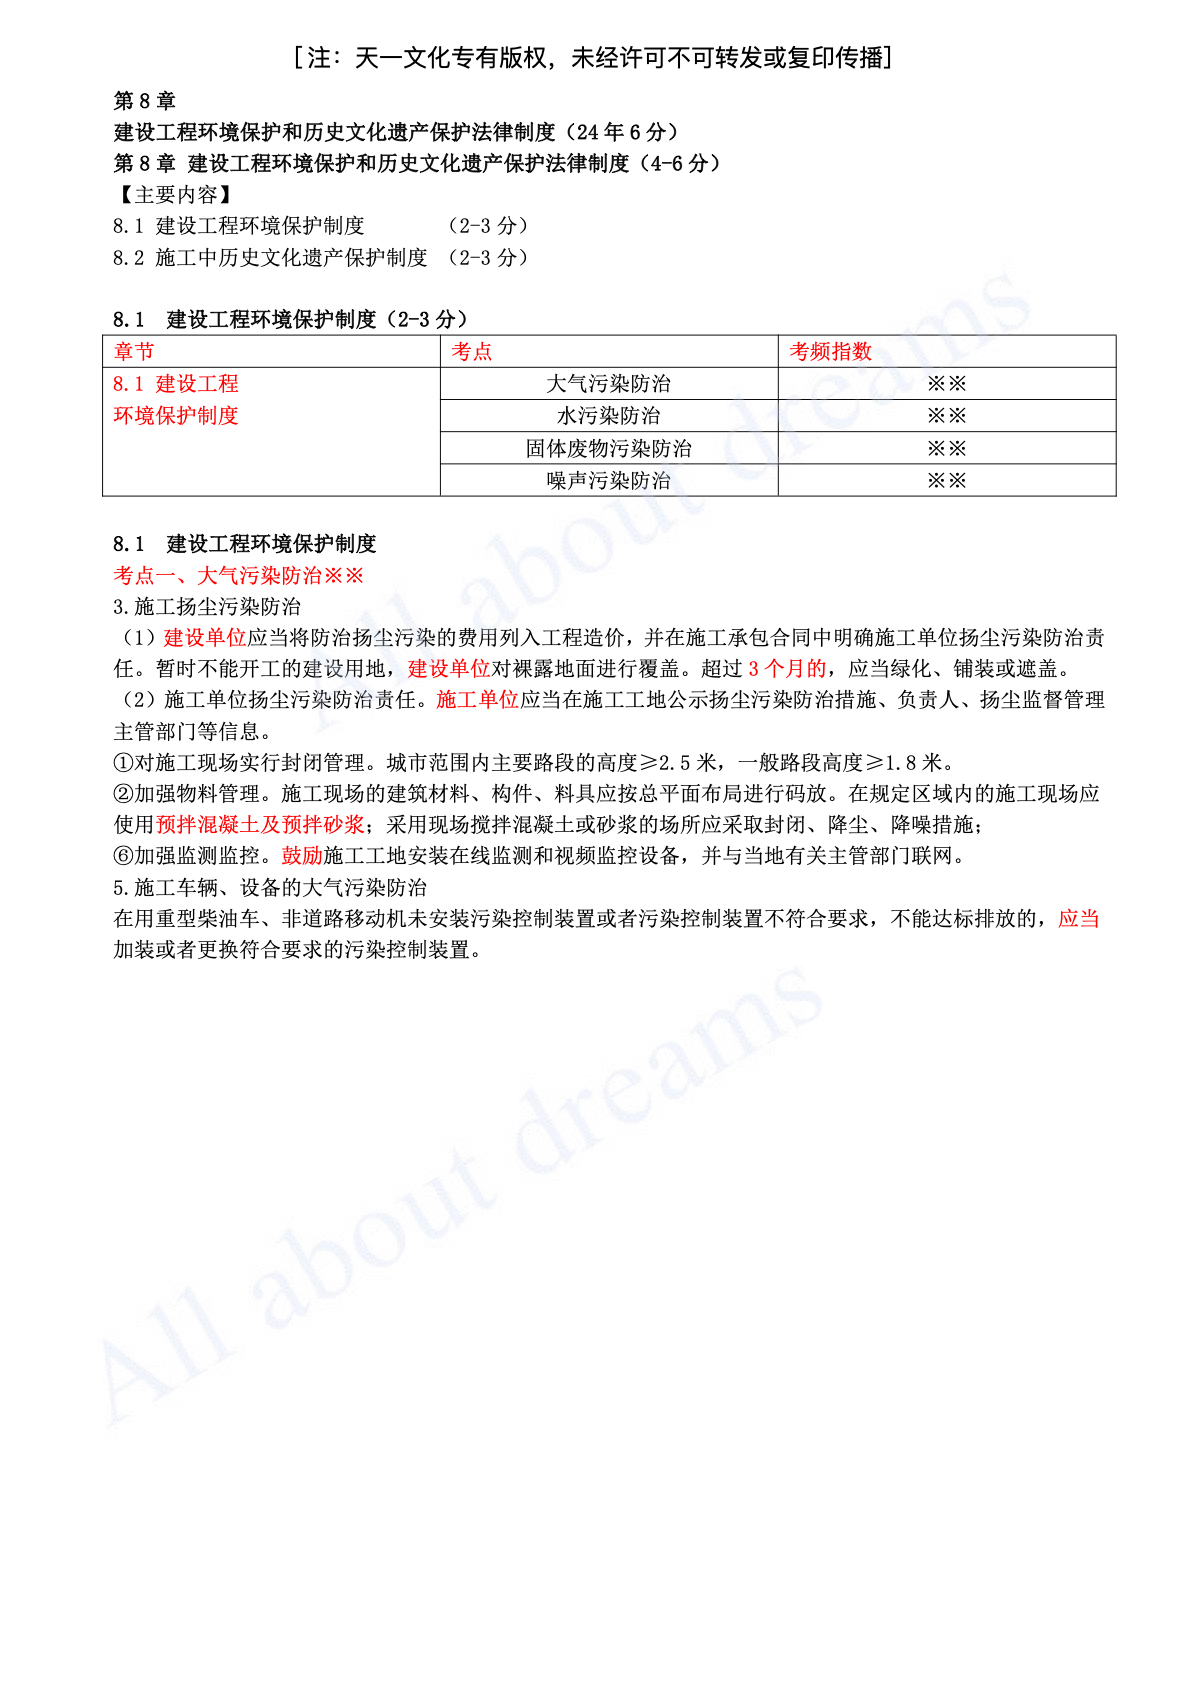 [注：天一文化专有版权，未经许可不可转发或复印传播]
第 8 章
建设工程环境保护和历史文化遗产保护法律制度（24 年 6 分）
第 8 章 建设工程环境保护和历史文化遗产保护法律制度（4-6 分）
【主要内容】
8.1 建设工程环境保护制度 （2-3 分）
8.2 施工中历史文化遗产保护制度 （2-3 分）
8.1 建设工程环境保护制度（2-3 分）
章节 考点 考频指数
8.1 建设工程 大气污染防治 ※※
环境保护制度 水污染防治 ※※
固体废物污染防治 ※※
噪声污染防治 ※※
8.1 建设工程环境保护制度
考点一、大气污染防治※※
3.施工扬尘污染防治
（1）建设单位应当将防治扬尘污染的费用列入工程造价，并在施工承包合同中明确施工单位扬尘污染防治责
任。暂时不能开工的建设用地，建设单位对裸露地面进行覆盖。超过 3 个月的，应当绿化、铺装或遮盖。
（2）施工单位扬尘污染防治责任。施工单位应当在施工工地公示扬尘污染防治措施、负责人、扬尘监督管理
主管部门等信息。
①对施工现场实行封闭管理。城市范围内主要路段的高度≥2.5 米，一般路段高度≥1.8 米。
②加强物料管理。施工现场的建筑材料、构件、料具应按总平面布局进行码放。在规定区域内的施工现场应
使用预拌混凝土及预拌砂浆；采用现场搅拌混凝土或砂浆的场所应采取封闭、降尘、降噪措施；
⑥加强监测监控。鼓励施工工地安装在线监测和视频监控设备，并与当地有关主管部门联网。
5.施工车辆、设备的大气污染防治
在用重型柴油车、非道路移动机未安装污染控制装置或者污染控制装置不符合要求，不能达标排放的，应当
加装或者更换符合要求的污染控制装置。
All about dreams
All about dreams